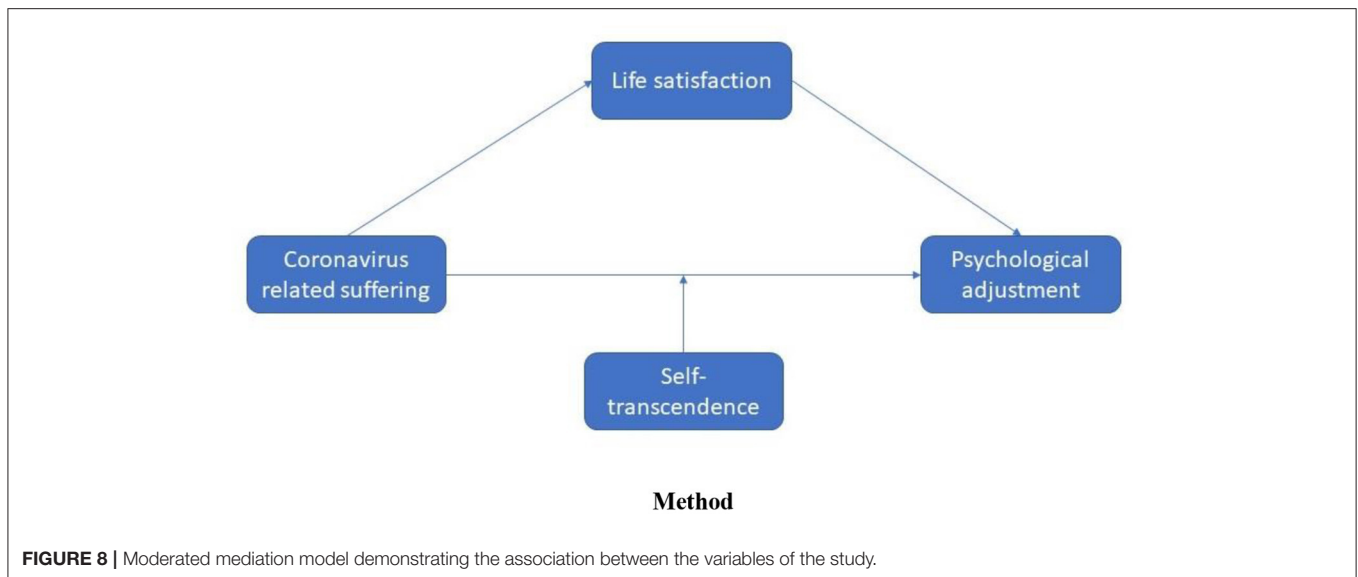 Life satisfaction
Coronavirus
related suffering
Psychological
adjustment
Self-
transcendence
Method
FIGURE 8 | Moderated mediation model demonstrating the association between the variables of the study.